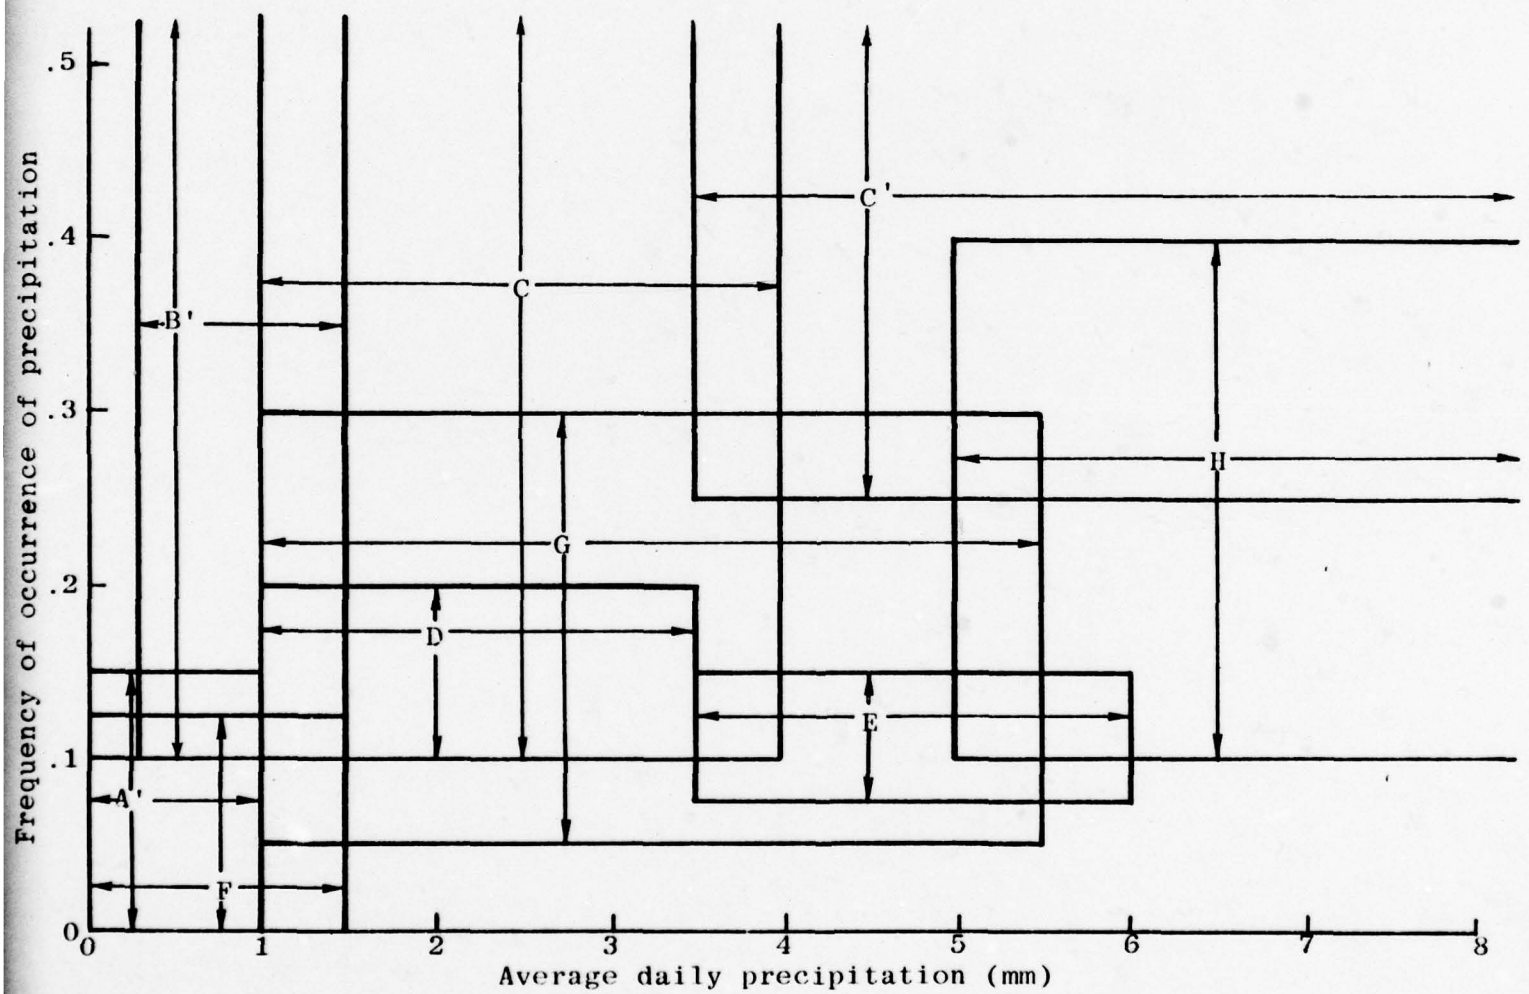 Frequency of occurrence of precipitation
.5
.4
.3
.2
.1
0
C'
C
B'
H
G
D
E
A'
F
0 1 2 3 4 5 6 7 8
Average daily precipitation (mm)